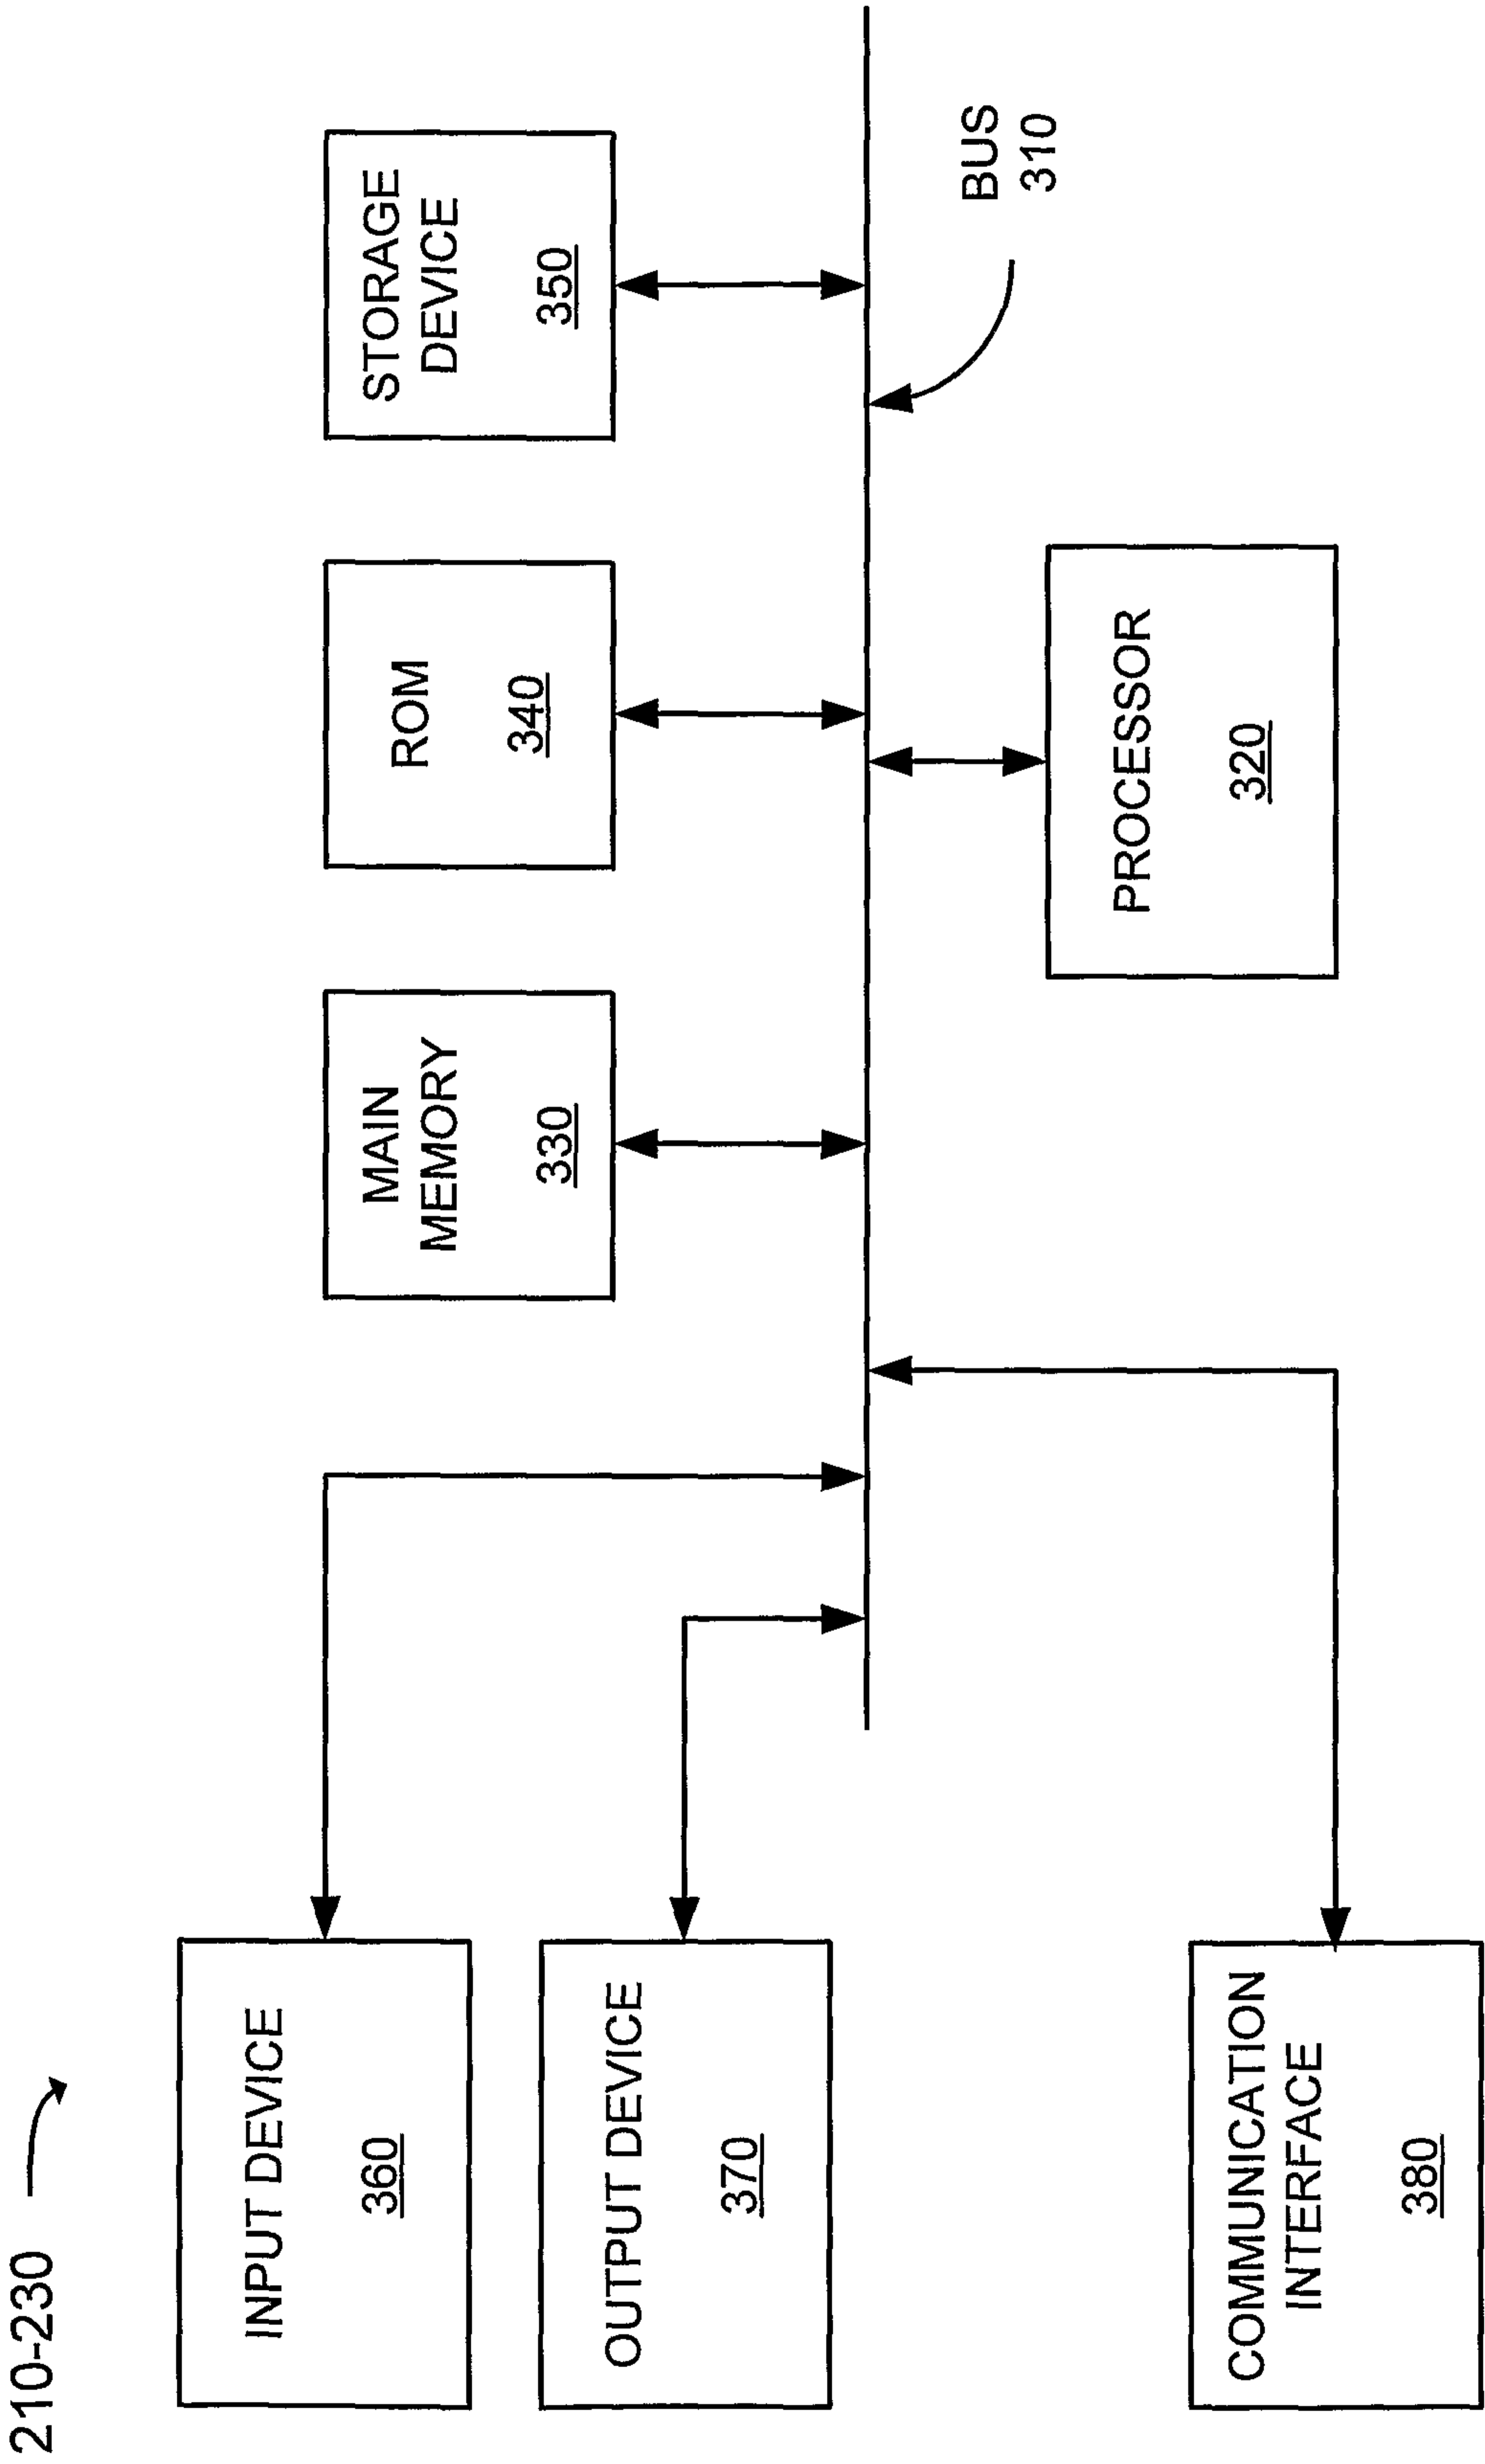 210-230
INPUT DEVICE
360
OUTPUT DEVICE
370
COMMUNICATION
INTERFACE
380
MAIN
MEMORY
330
ROM
340
STORAGE
DEVICE
350
PROCESSOR
320
BUS
310